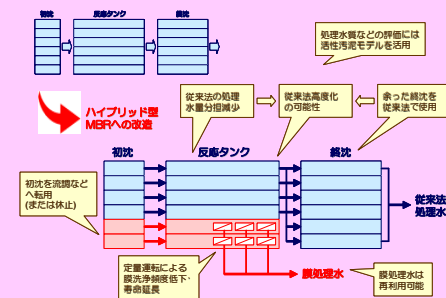 初沈
反応タンク
終沈
処理水質などの評価には
活性汚泥モデルを活用
ハイブリッド型
MBRへの改造
従来法の処理
水量分担減少
従来法高度化
の可能性
余った終沈を
従来法で使用
初沈
反応タンク
終沈
初沈を流調など
へ転用
(または休止)
従来法
処理水
定量運転による
膜洗浄頻度低下・
寿命延長
膜処理水
膜処理水は
再利用可能